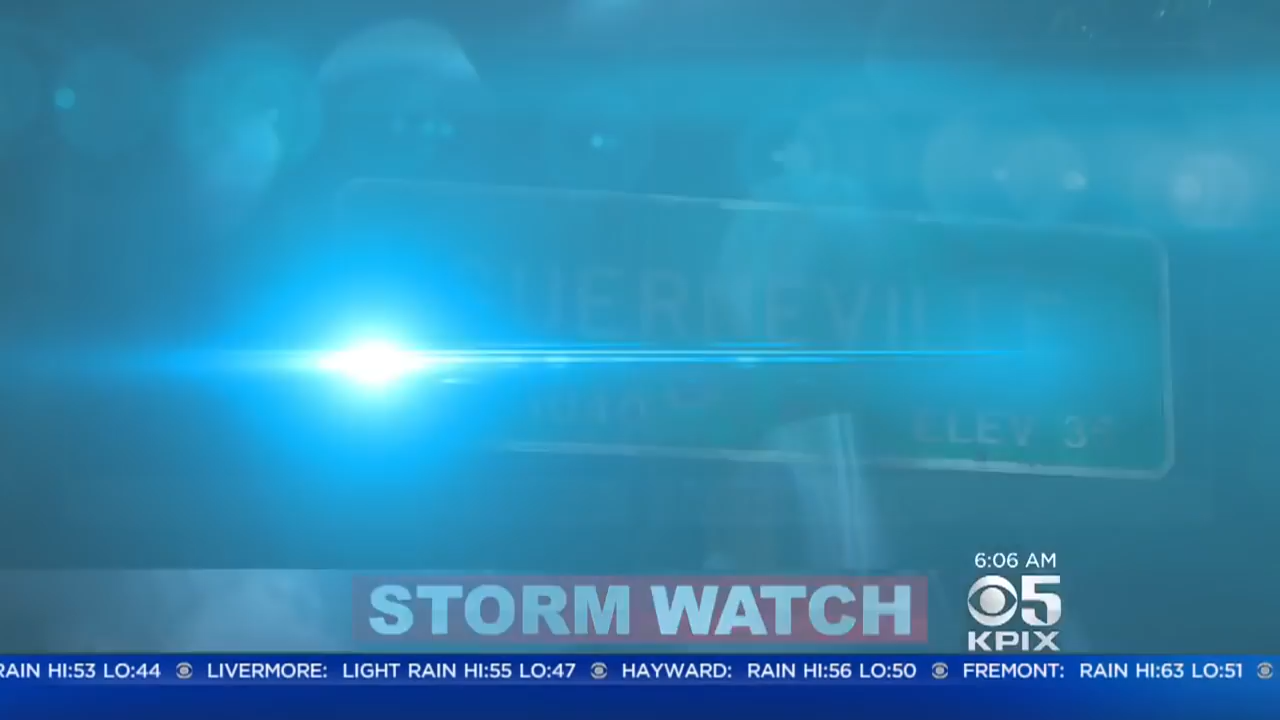 UERNEVILLE
ELEV
STORM WATCH
6:06 AM
5
KPIX
RAIN HI:53 LO:44 LIVERMORE: LIGHT RAIN HI:55 LO:47 HAYWARD: RAIN HI:56 LO:50 FREMONT: RAIN HI:63 LO:51